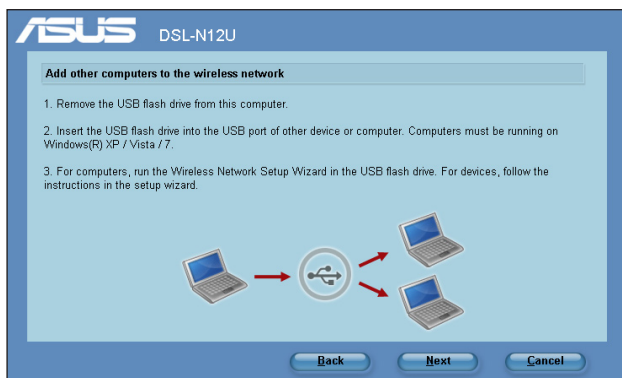 ASUS DSL-N12U
Add other computers to the wireless network
1. Remove the USB flash drive from this computer.
2. Insert the USB flash drive into the USB port of other device or computer. Computers must be running on
Windows(R) XP / Vista / 7.
3. For computers, run the Wireless Network Setup Wizard in the USB flash drive. For devices, follow the
instructions in the setup wizard.
Back Next Cancel